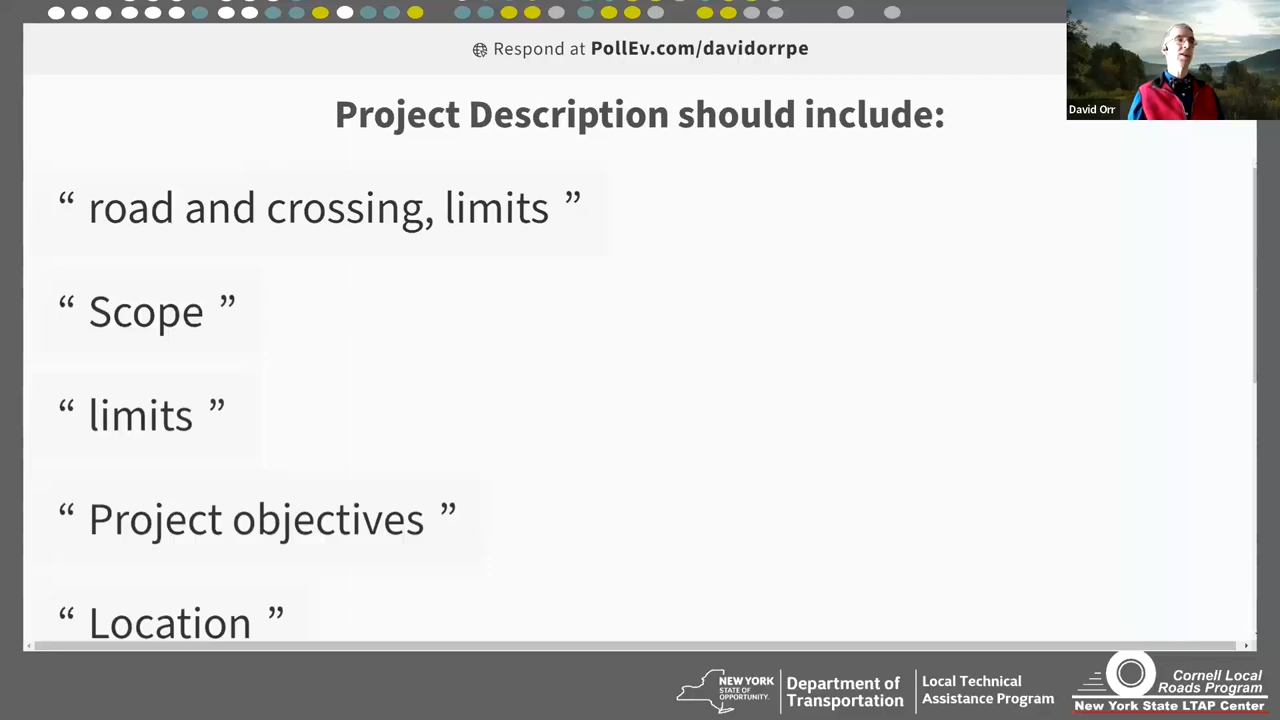 Respond at PollEv.com/davidorrpe
Project Description should include:
David Orr
“ road and crossing, limits ”
“ Scope ”
“ limits ”
“ Project objectives ”
“ Location ”
NEW YORK
STATE OF
OPPORTUNITY.
Department of
Transportation
Local Technical
Assistance Program
Cornell Local
Roads Program
New York State LTAP Center